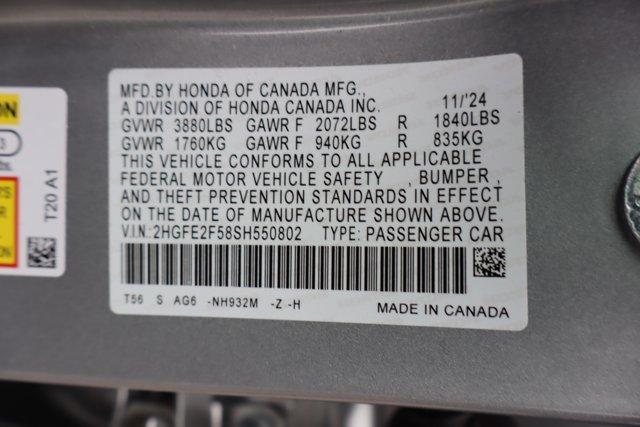 MFD.BY HONDA OF CANADA MFG.,
A DIVISION OF HONDA CANADA INC. 11/'24
GVWR 3880LBS GAWR F 2072LBS R 1840LBS
GVWR 1760KG GAWR F 940KG R 835KG
THIS VEHICLE CONFORMS TO ALL APPLICABLE
FEDERAL MOTOR VEHICLE SAFETY , BUMPER ,
AND THEFT PREVENTION STANDARDS IN EFFECT
ON THE DATE OF MANUFACTURE SHOWN ABOVE.
V.I.N:2HGFE2F58SH550802 TYPE: PASSENGER CAR
T56 S AG6 -NH932M -Z -H
MADE IN CANADA
ON
3
bs.
T20 A1